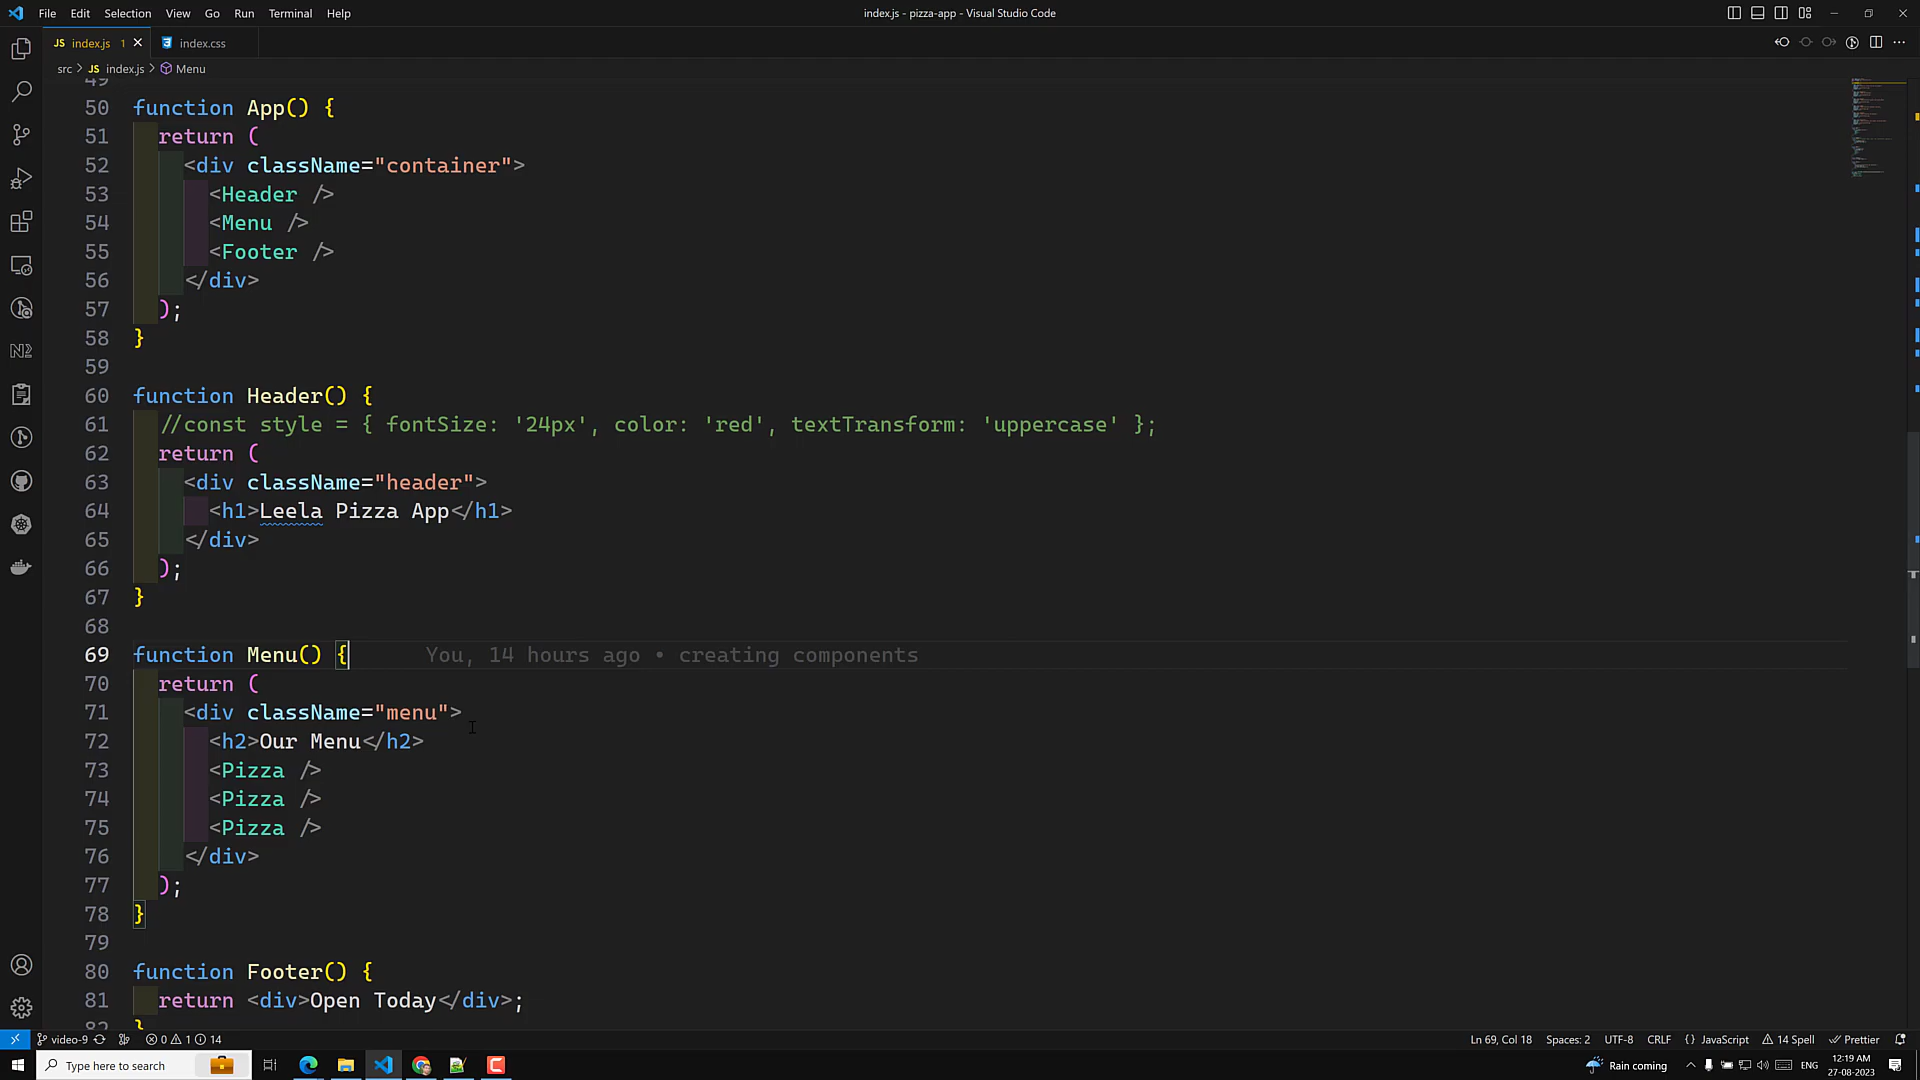 File Edit Selection View Go Run Terminal Help
index.js - pizza-app - Visual Studio Code
JS index.js 1 index.css
src > JS index.js > Menu
49
50 function App() {
51 return (
52 <div className="container">
53 <Header />
54 <Menu />
55 <Footer />
56 </div>
57 );
58 }
59
60 function Header() {
61 //const style = { fontSize: '24px', color: 'red', textTransform: 'uppercase' };
62 return (
63 <div className="header">
64 <h1>Leela Pizza App</h1>
65 </div>
66 );
67 }
68
69 function Menu() { You, 14 hours ago • creating components
70 return (
71 <div className="menu">
72 <h2>Our Menu</h2>
73 <Pizza />
74 <Pizza />
75 <Pizza />
76 </div>
77 );
78 }
79
80 function Footer() {
81 return <div>Open Today</div>;
82 }
video-9 0 1 14 Ln 69, Col 18 Spaces: 2 UTF-8 CRLF {} JavaScript 14 Spell Prettier
Type here to search Rain coming ENG 12:19 AM
27-08-2023